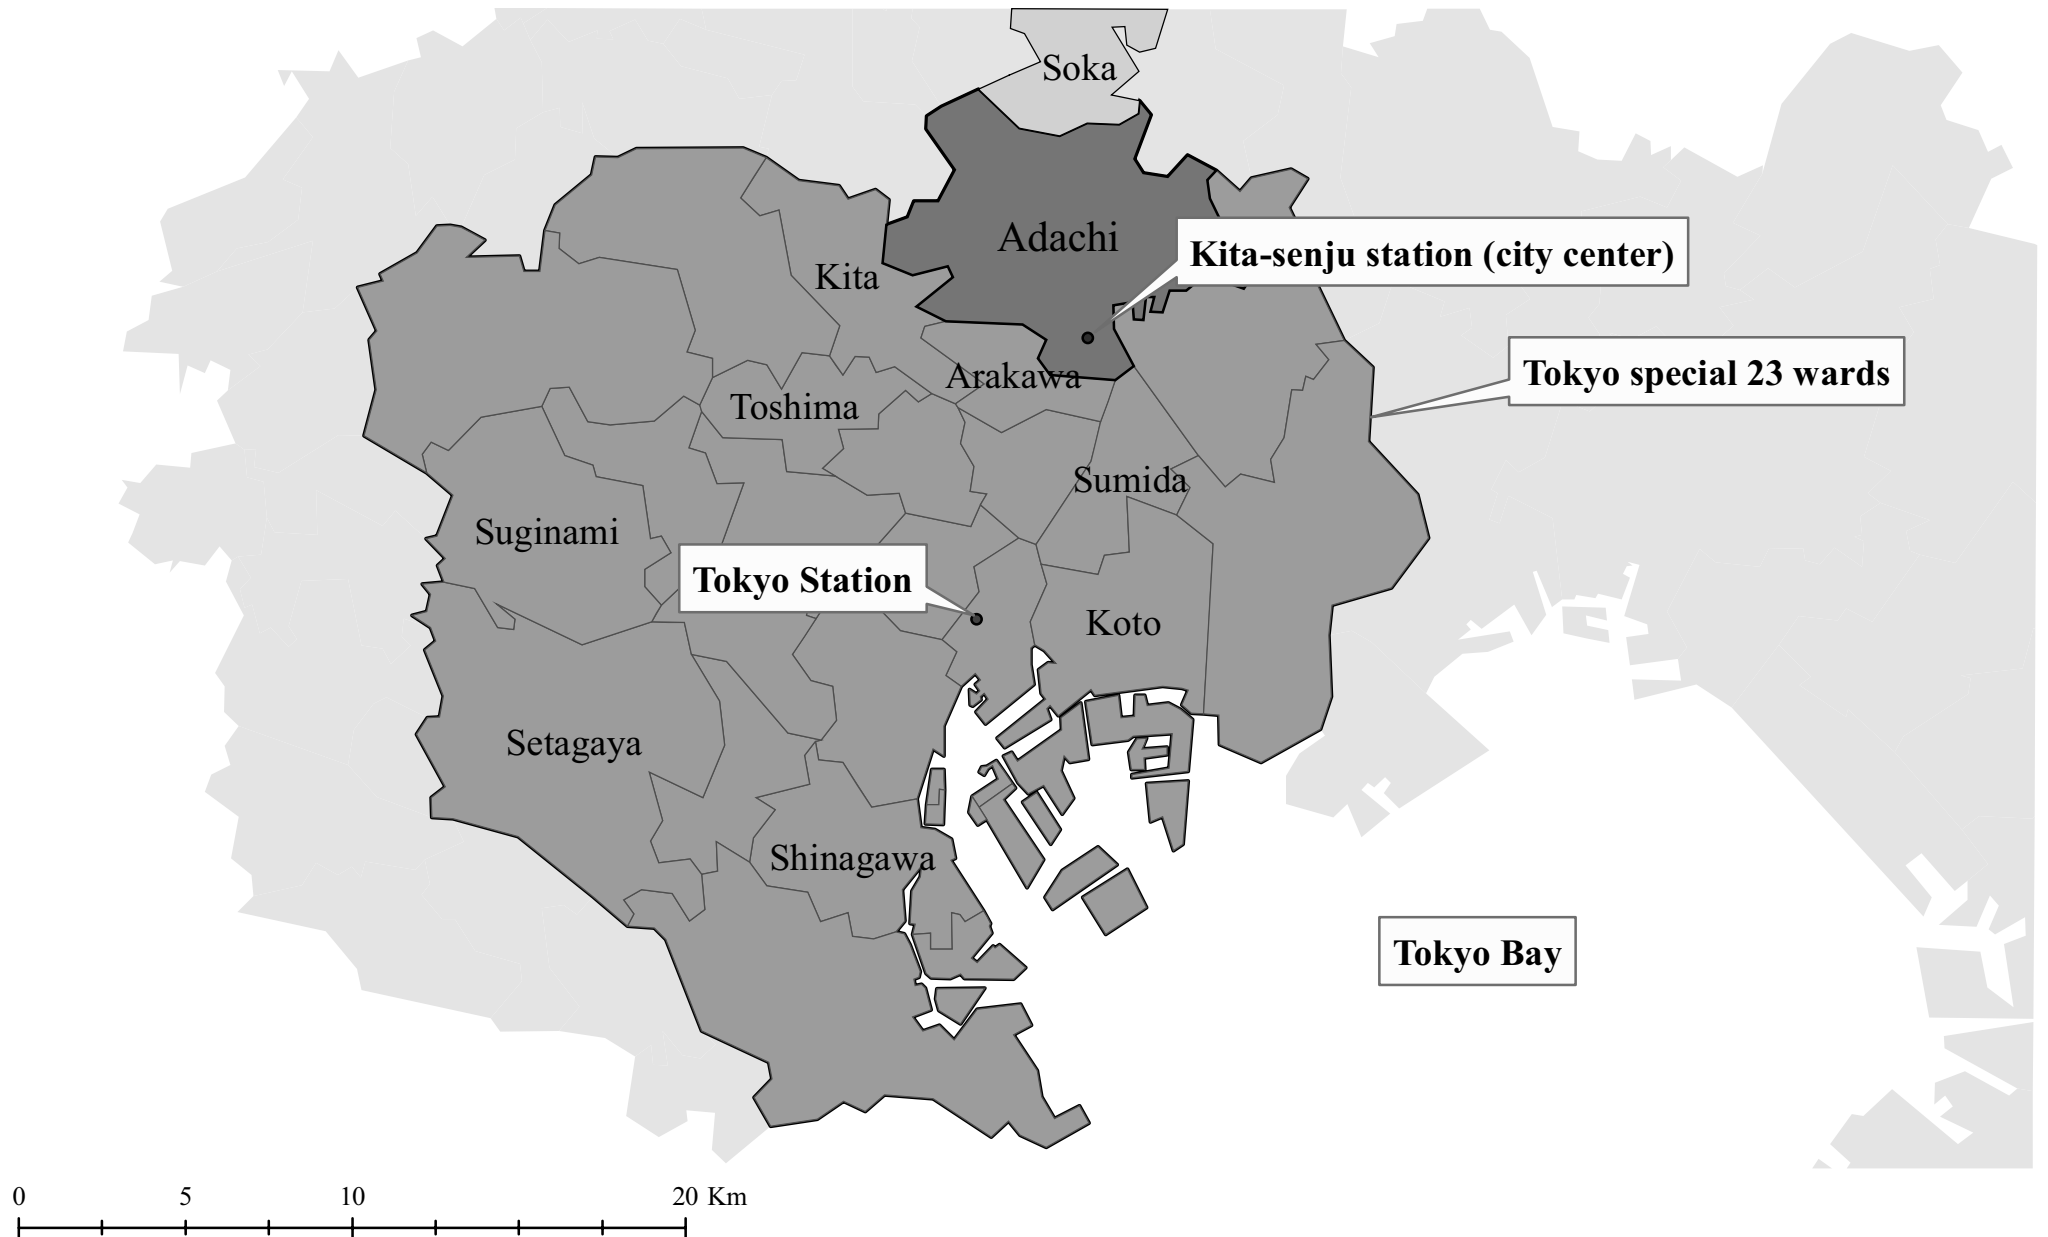 Soka
Adachi
Kita-senju station (city center)
Kita
Tokyo special 23 wards
Arakawa
Toshima
Sumida
Suginami
Tokyo Station
Koto
Setagaya
Shinagawa
Tokyo Bay
0 5 10 20 Km